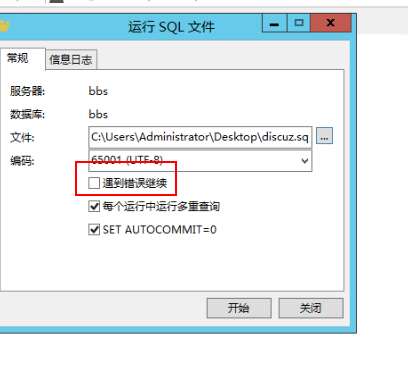 运行 SQL 文件
常规
信息日志
服务器: bbs
数据库: bbs
文件: C:\Users\Administrator\Desktop\discuz.sq ...
编码: 65001 (UTF-8)
遇到错误继续
每个运行中运行多重查询
SET AUTOCOMMIT=0
开始 关闭